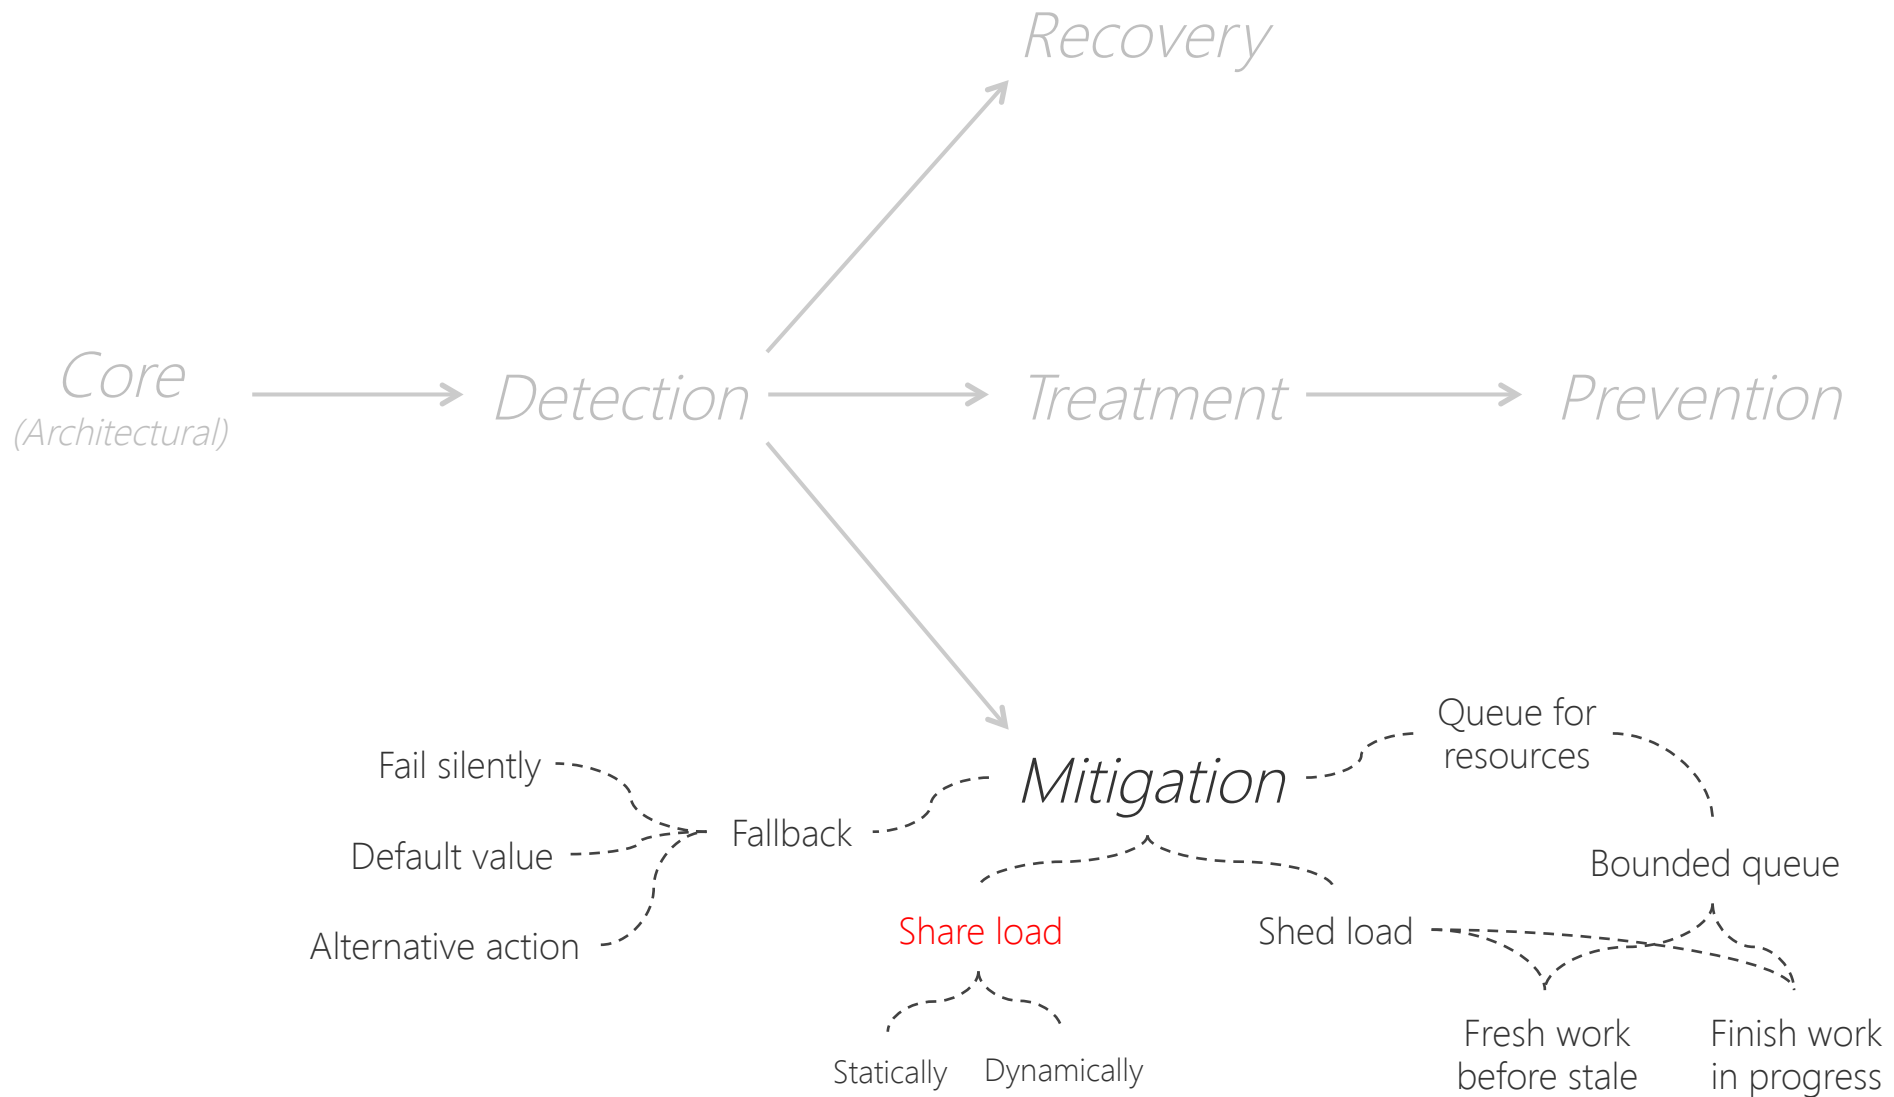 Recovery
Core
(Architectural)
Detection
Treatment
Prevention
Mitigation
Queue for
resources
Fail silently
Fallback
Default value
Alternative action
Bounded queue
Share load
Shed load
Statically
Dynamically
Fresh work
before stale
Finish work
in progress